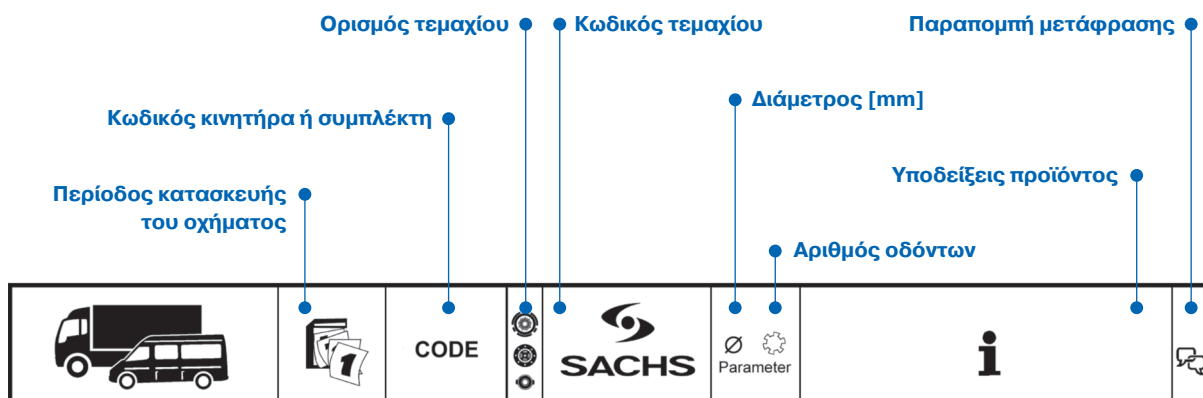 Ορισμός τεμαχίου
Κωδικός τεμαχίου
Παραπομπή μετάφρασης
Διάμετρος [mm]
Κωδικός κινητήρα ή συμπλέκτη
Υποδείξεις προϊόντος
Περίοδος κατασκευής
του οχήματος
Αριθμός οδόντων
1
CODE
SACHS
Ø
Parameter
i